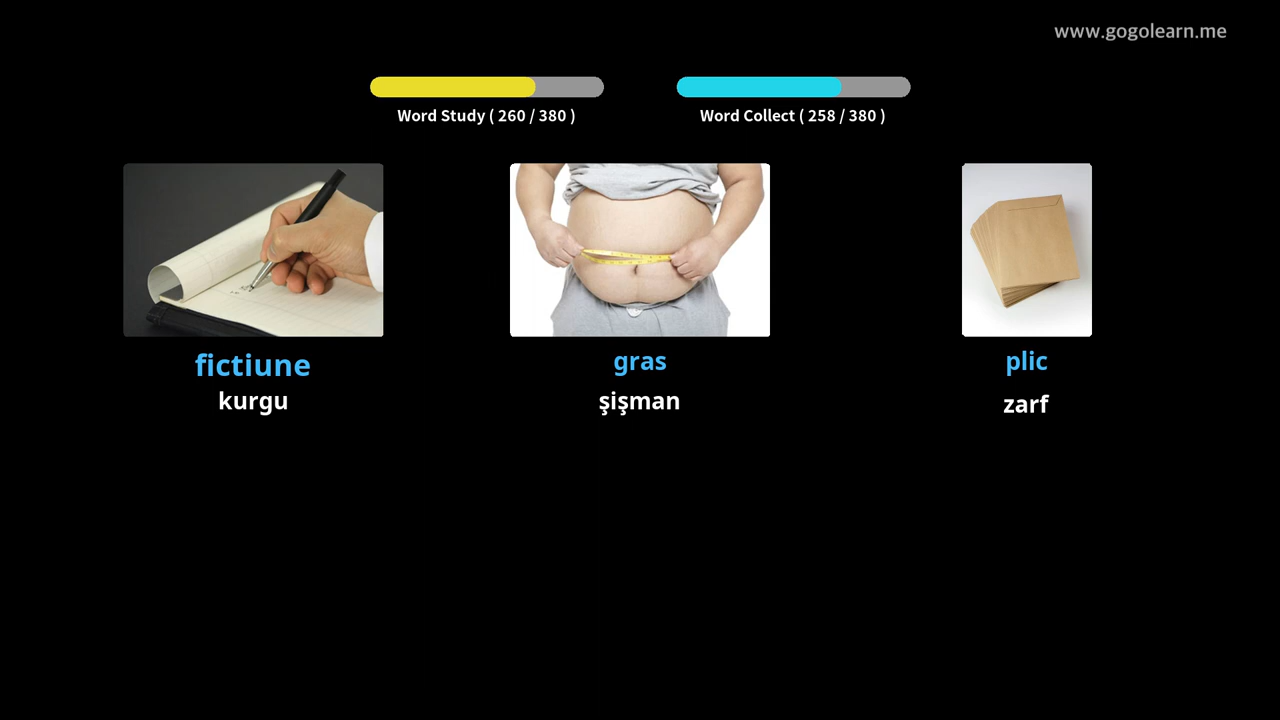 www.gogolearn.me
Word Study ( 260 / 380 )
Word Collect ( 258 / 380 )
fictiune
kurgu
gras
şişman
plic
zarf